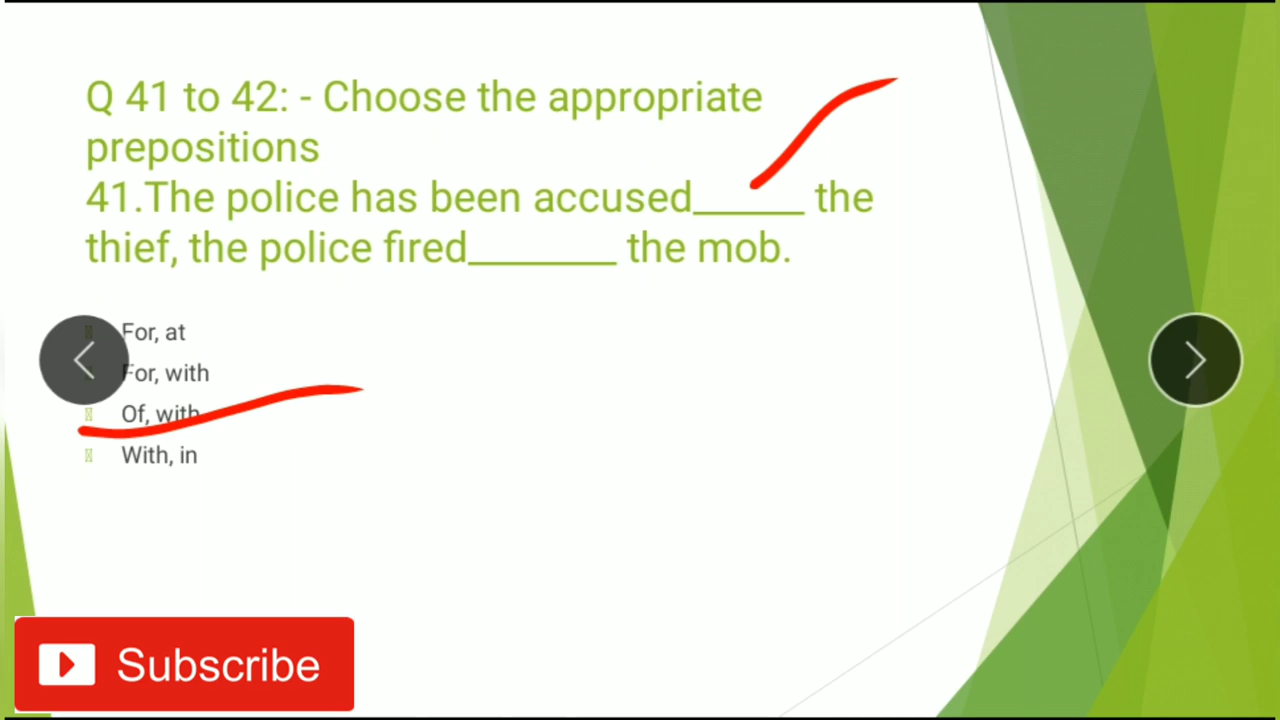 Q 41 to 42: - Choose the appropriate
prepositions
41.The police has been accused______ the
thief, the police fired________ the mob.
For, at
For, with
Of, with
With, in
Subscribe